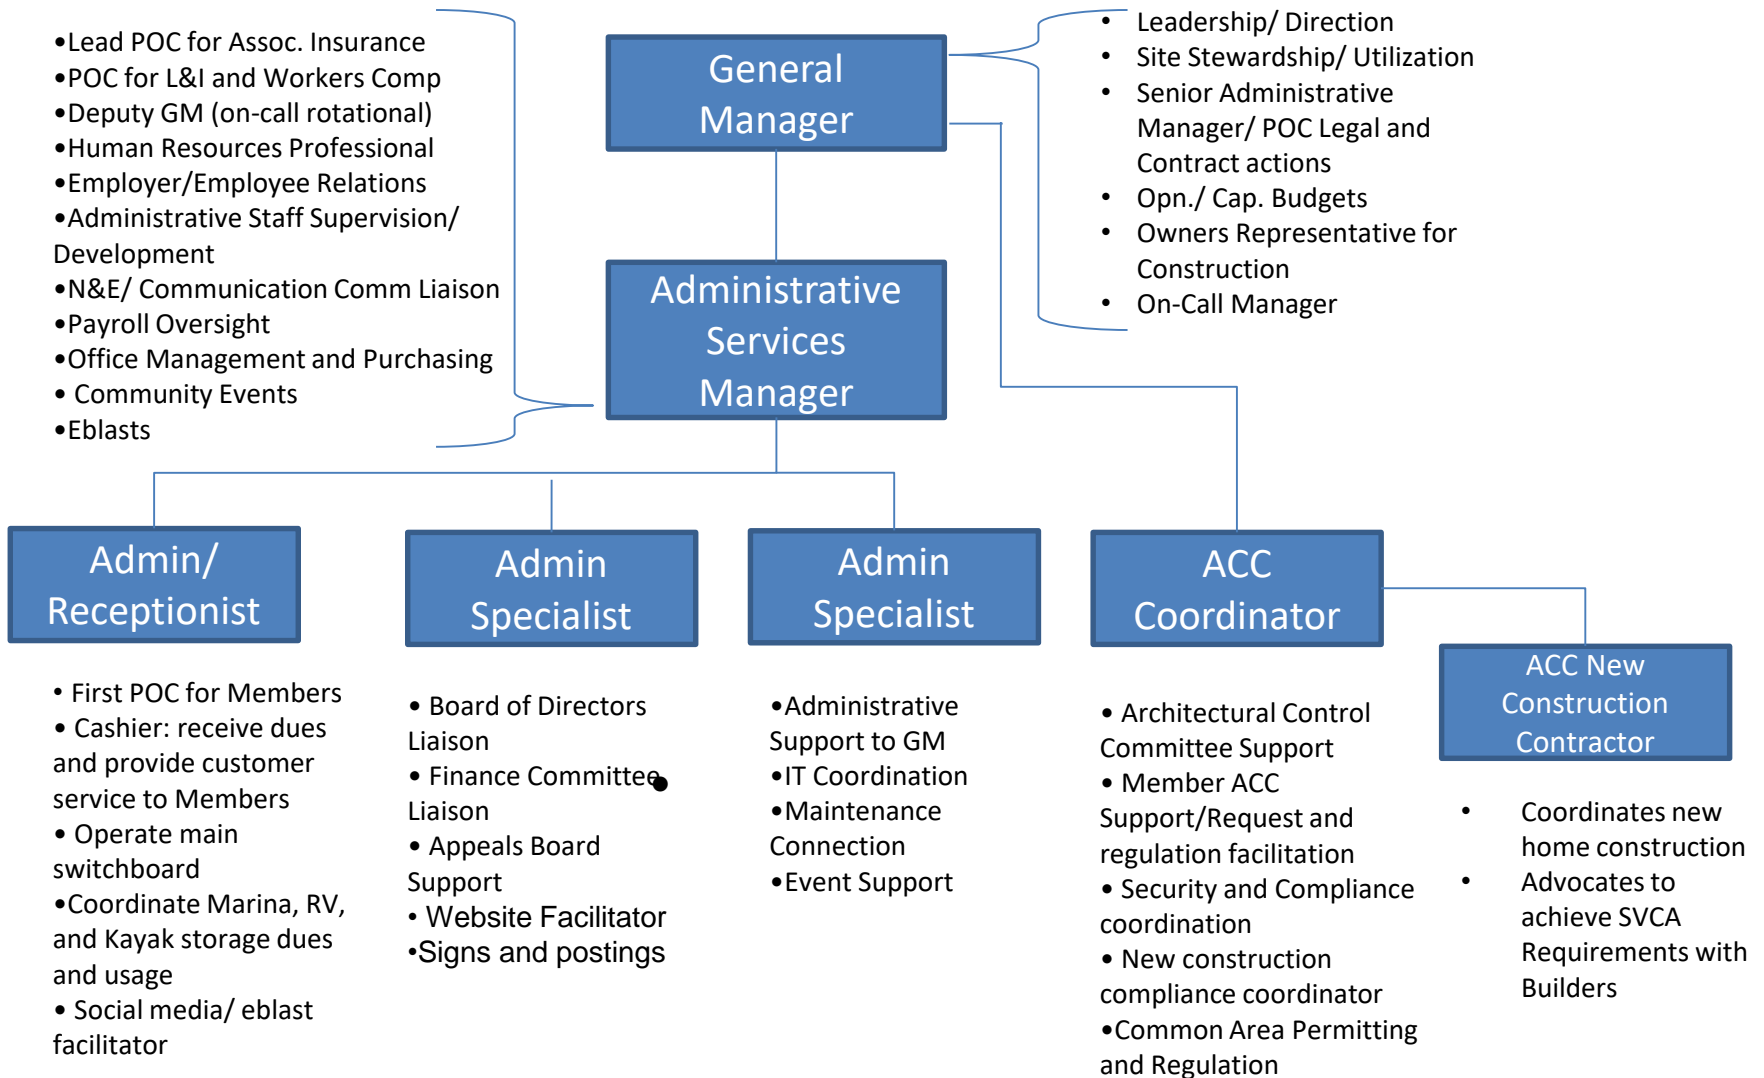 •Lead POC for Assoc. Insurance
•POC for L&I and Workers Comp
•Deputy GM (on-call rotational)
•Human Resources Professional
•Employer/Employee Relations
•Administrative Staff Supervision/
Development
•N&E/ Communication Comm Liaison
•Payroll Oversight
•Office Management and Purchasing
• Community Events
•Eblasts
General
Manager
• Leadership/ Direction
• Site Stewardship/ Utilization
• Senior Administrative
Manager/ POC Legal and
Contract actions
• Opn./ Cap. Budgets
• Owners Representative for
Construction
• On-Call Manager
Administrative
Services
Manager
Admin/
Receptionist
• First POC for Members
• Cashier: receive dues
and provide customer
service to Members
• Operate main
switchboard
•Coordinate Marina, RV,
and Kayak storage dues
and usage
• Social media/ eblast
facilitator
Admin
Specialist
• Board of Directors
Liaison
• Finance Committee
Liaison
• Appeals Board
Support
• Website Facilitator
•Signs and postings
Admin
Specialist
•Administrative
Support to GM
•IT Coordination
•Maintenance
Connection
•Event Support
ACC
Coordinator
• Architectural Control
Committee Support
• Member ACC
Support/Request and
regulation facilitation
• Security and Compliance
coordination
• New construction
compliance coordinator
•Common Area Permitting
and Regulation
ACC New
Construction
Contractor
• Coordinates new
home construction
• Advocates to
achieve SVCA
Requirements with
Builders